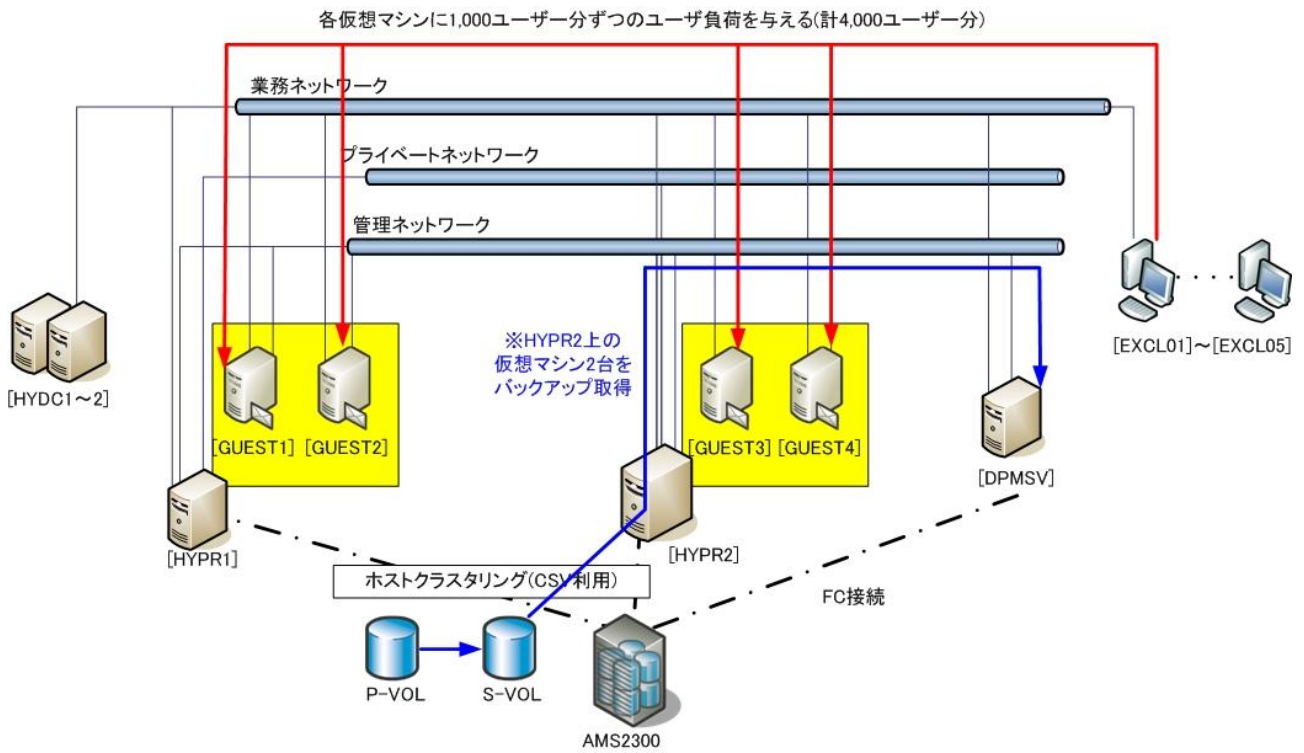 各仮想マシンに1,000ユーザー分ずつのユーザ負荷を与える(計4,000ユーザー分)
業務ネットワーク
プライベートネットワーク
管理ネットワーク
[HYDC1～2]
[GUEST1]
[GUEST2]
※HYPR2上の
仮想マシン2台を
バックアップ取得
[GUEST3]
[GUEST4]
[EXCL01]～[EXCL05]
[DPMSV]
[HYPR1]
[HYPR2]
ホストクラスタリング(CSV利用)
FC接続
P-VOL
S-VOL
AMS2300